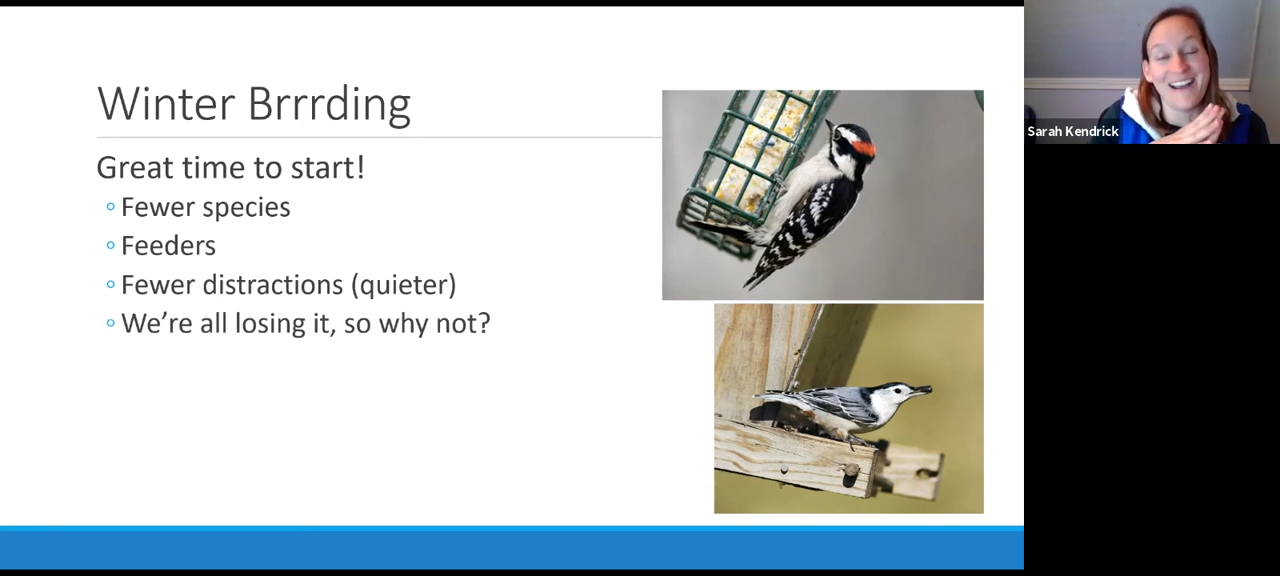 Winter Brrrding
Great time to start!
◦ Fewer species
◦ Feeders
◦ Fewer distractions (quieter)
◦ We’re all losing it, so why not?
Sarah Kendrick